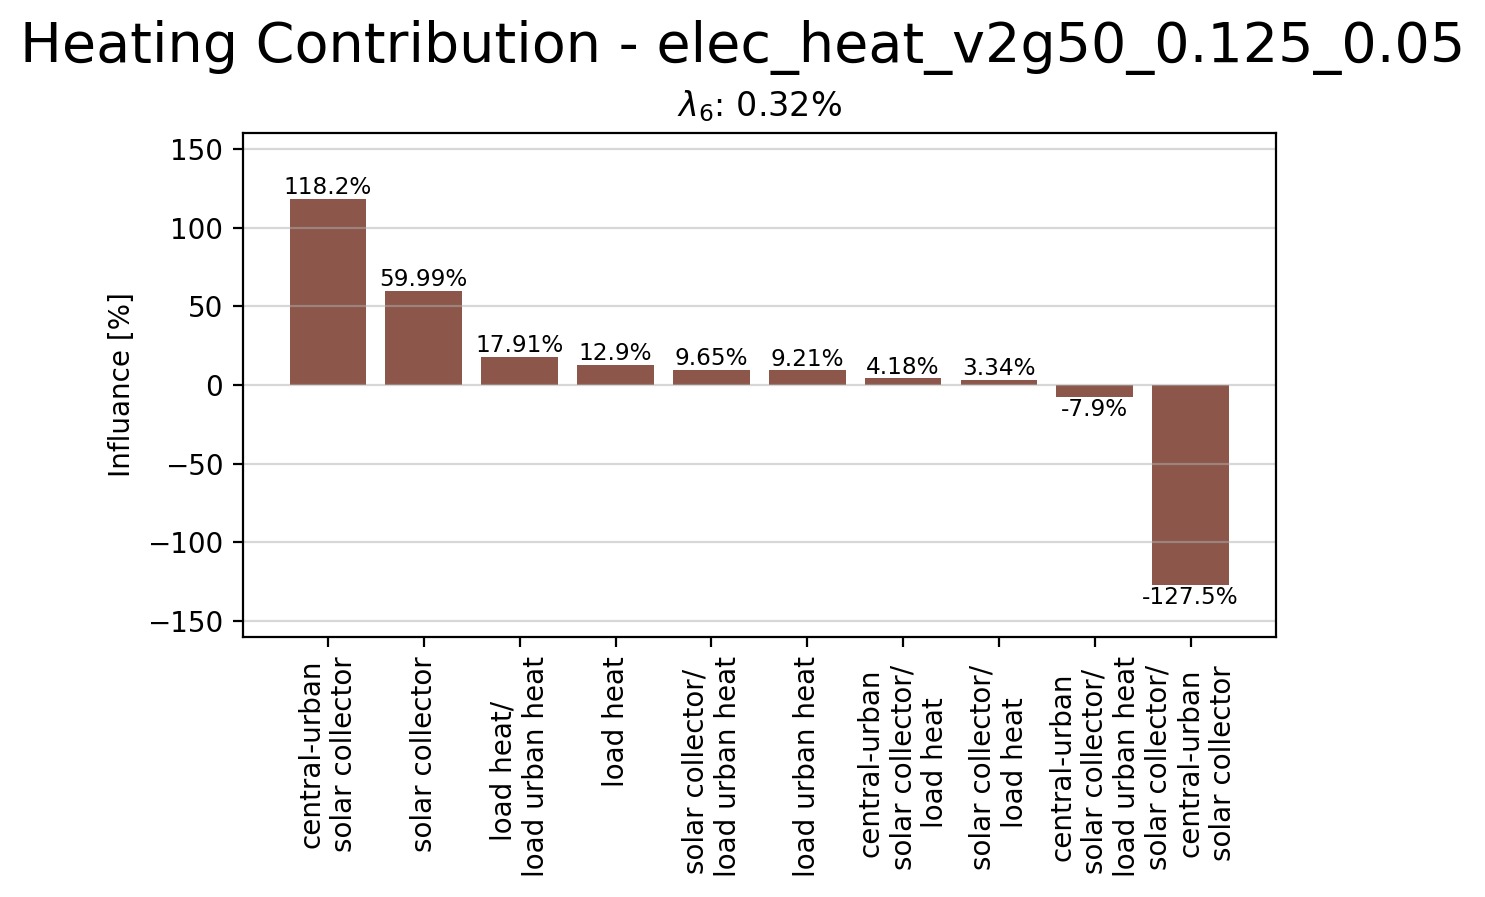 Heating Contribution - elec_heat_v2g50_0.125_0.05
λ6: 0.32%
150
100
50
0
−50
−100
−150
Influance [%]
118.2%
59.99%
17.91%
12.9%
9.65%
9.21%
4.18%
3.34%
-7.9%
-127.5%
central-urban
solar collector
solar collector
load heat/
load urban heat
load heat
solar collector/
load urban heat
load urban heat
central-urban
solar collector/
load heat
solar collector/
load heat
central-urban
solar collector/
load urban heat
solar collector/
central-urban
solar collector